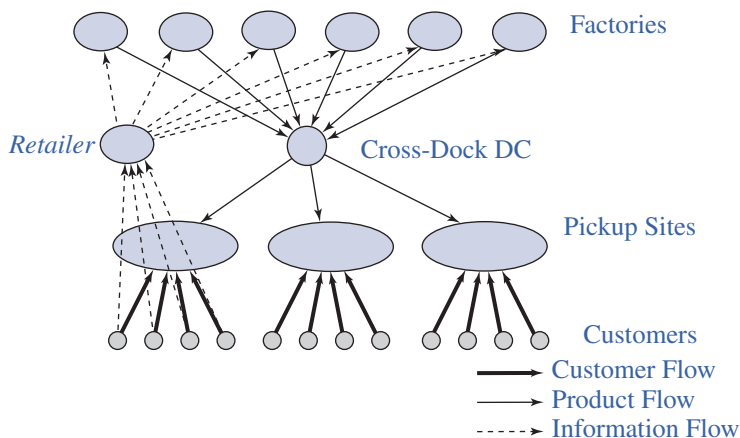 Factories
Retailer
Cross-Dock DC
Pickup Sites
Customers
Customer Flow
Product Flow
Information Flow